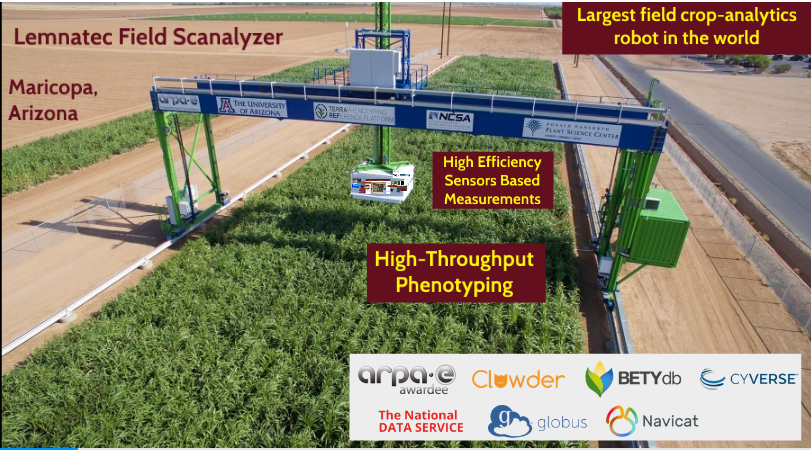 Lemnatec Field Scanalyzer
Largest field crop-analytics
robot in the world
Maricopa,
Arizona
arpa·e
THE UNIVERSITY
OF ARIZONA
TERRAPHENOTYPING
REFERENCE PLATFORM
NCSA
DONALD DANFORTH
PLANT SCIENCE CENTER
High Efficiency
Sensors Based
Measurements
High-Throughput
Phenotyping
arpa·e
awardee
Clowder
BETYdb
CYVERSE
The National
DATA SERVICE
globus
Navicat